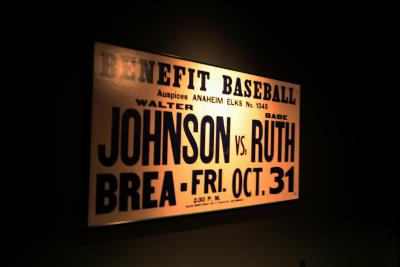 BENEFIT BASEBALL
Auspices ANAHEIM ELKS No. 1345
WALTER BABE
JOHNSON VS. RUTH
BREA - FRI. OCT. 31
2:30 P. M.